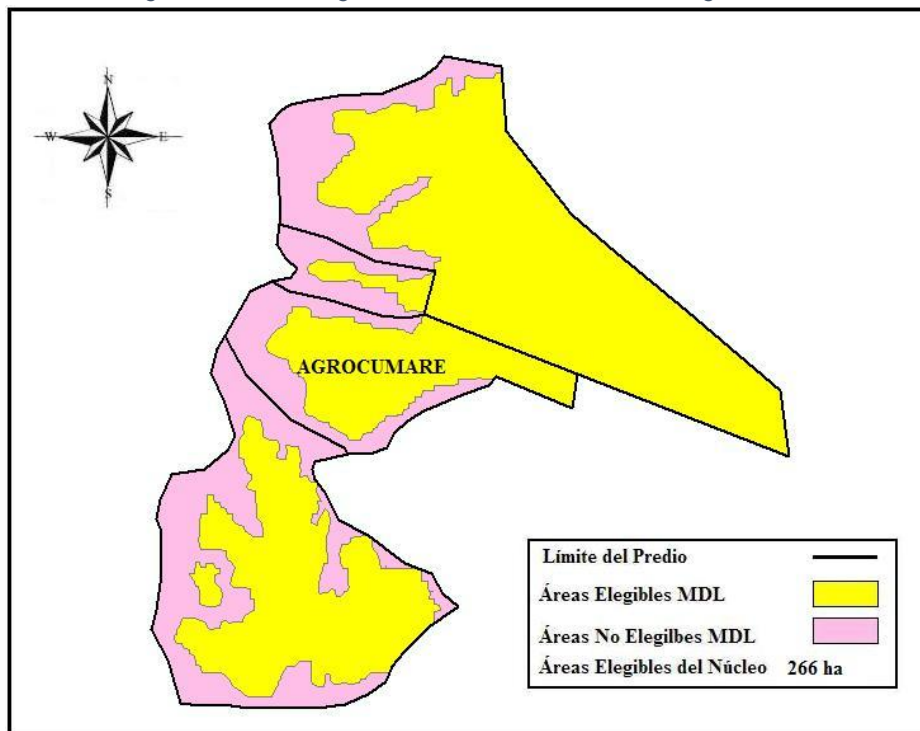 N
W E
S
AGROCUMARE
Límite del Predio
Áreas Elegibles MDL
Áreas No Elegilbes MDL
Áreas Elegibles del Núcleo 266 ha